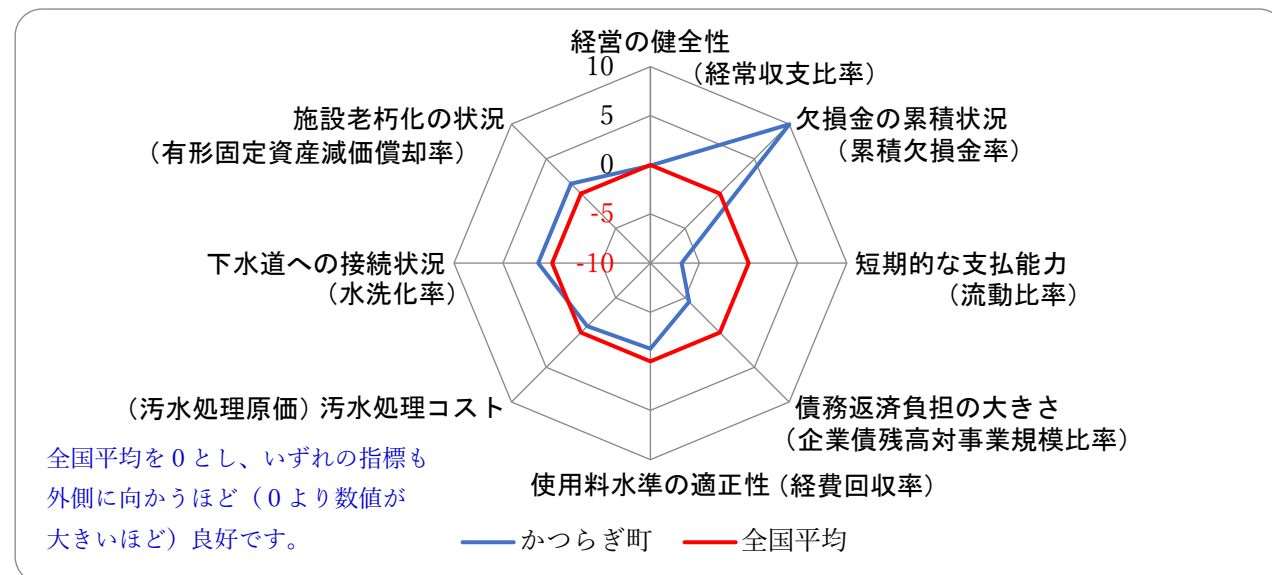 経営の健全性
(経常収支比率)
10
5
0
-5
-10
欠損金の累積状況
(累積欠損金率)
短期的な支払能力
(流動比率)
債務返済負担の大きさ
(企業債残高対事業規模比率)
使用料水準の適正性(経費回収率)
(汚水処理原価)汚水処理コスト
下水道への接続状況
(水洗化率)
施設老朽化の状況
(有形固定資産減価償却率)
全国平均を0とし、いずれの指標も
外側に向かうほど(0より数値が
大きいほど)良好です。
かつらぎ町
全国平均